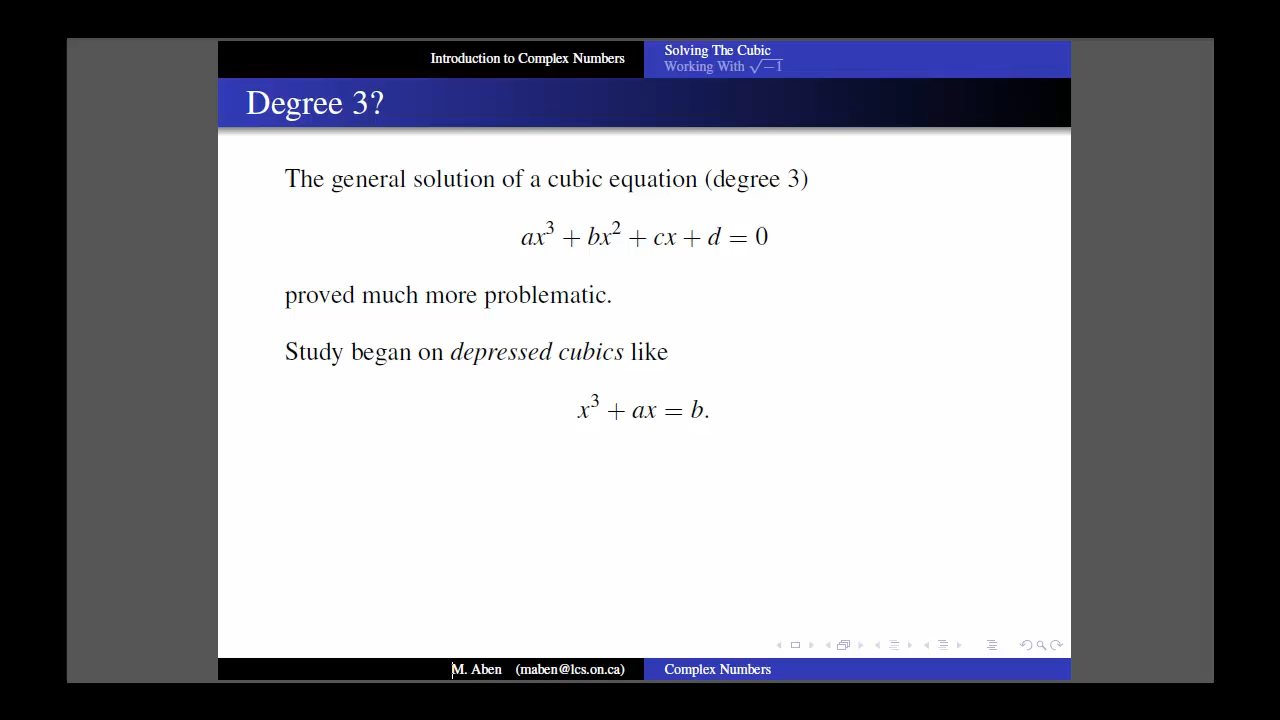 Introduction to Complex Numbers
Solving The Cubic
Working With √−1
Degree 3?
The general solution of a cubic equation (degree 3)
ax³ + bx² + cx + d = 0
proved much more problematic.
Study began on depressed cubics like
x³ + ax = b.
M. Aben (maben@lcs.on.ca)
Complex Numbers